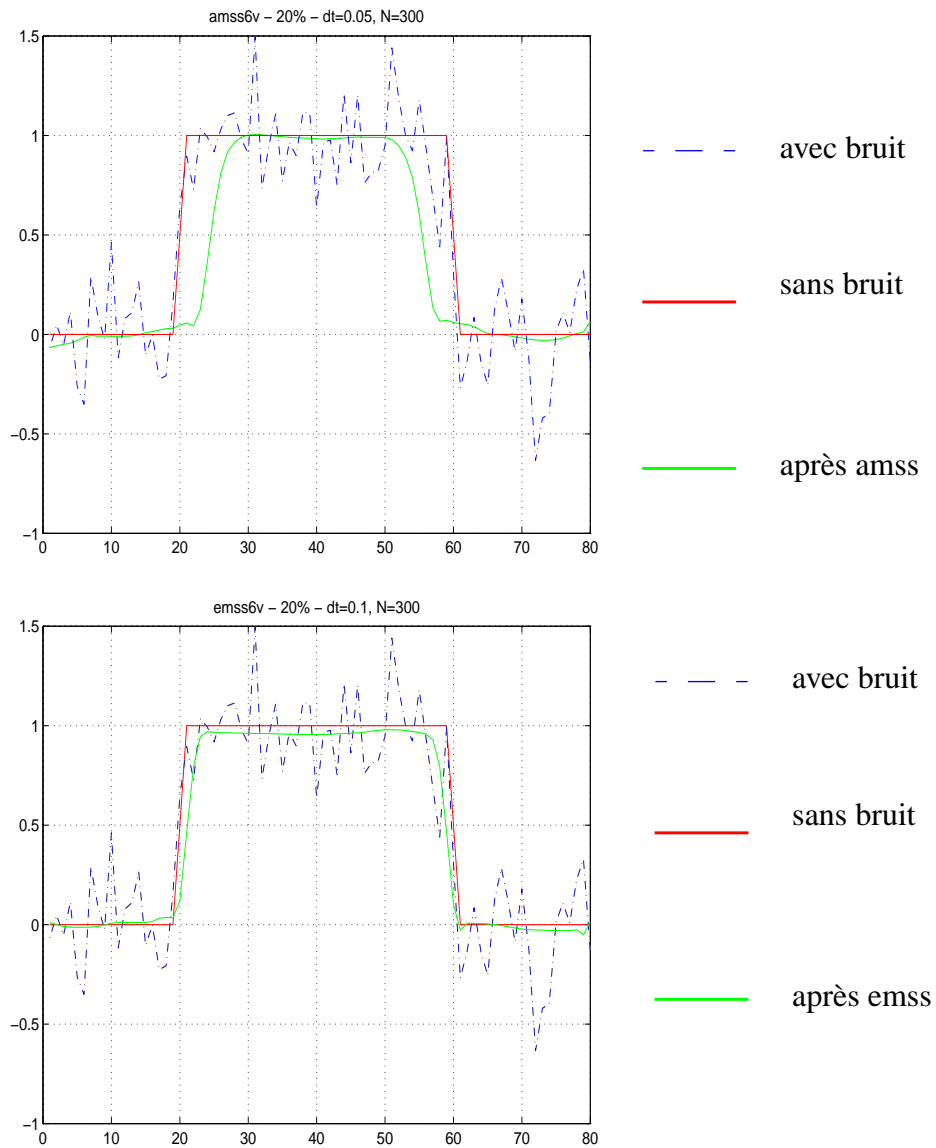 amss6v − 20% − dt=0.05, N=300
1.5
1
0.5
0
−0.5
−1
0 10 20 30 40 50 60 70 80
avec bruit
sans bruit
après amss
emss6v − 20% − dt=0.1, N=300
1.5
1
0.5
0
−0.5
−1
0 10 20 30 40 50 60 70 80
avec bruit
sans bruit
après emss